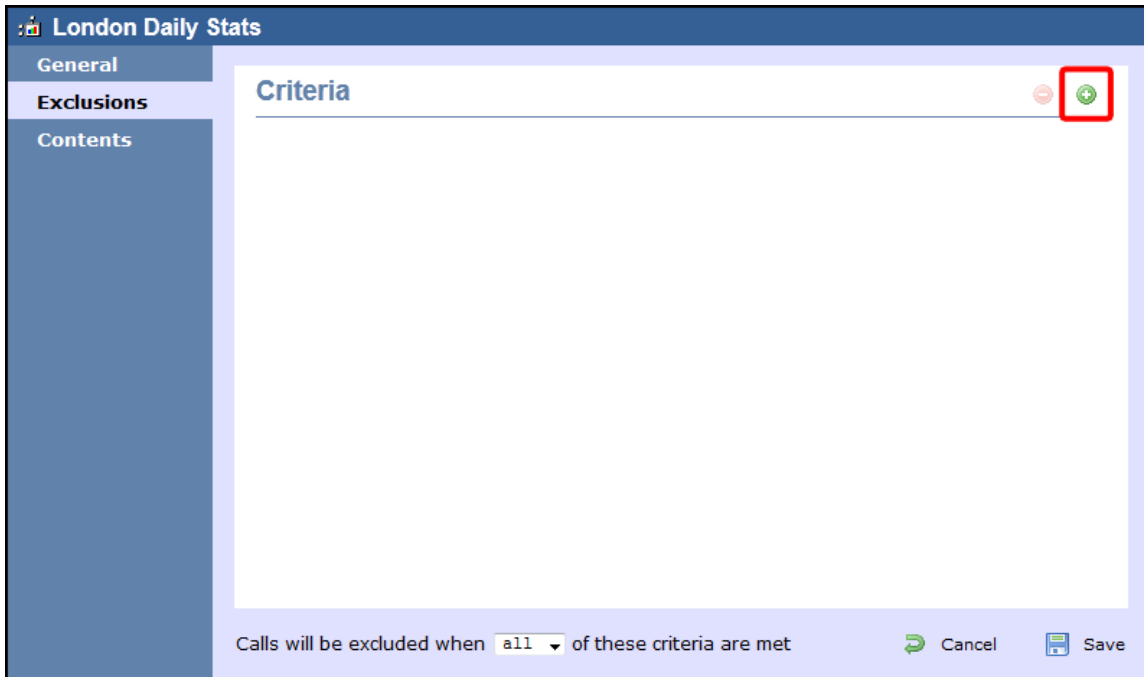 London Daily Stats
General
Exclusions
Contents
Criteria
Calls will be excluded when all of these criteria are met
Cancel
Save